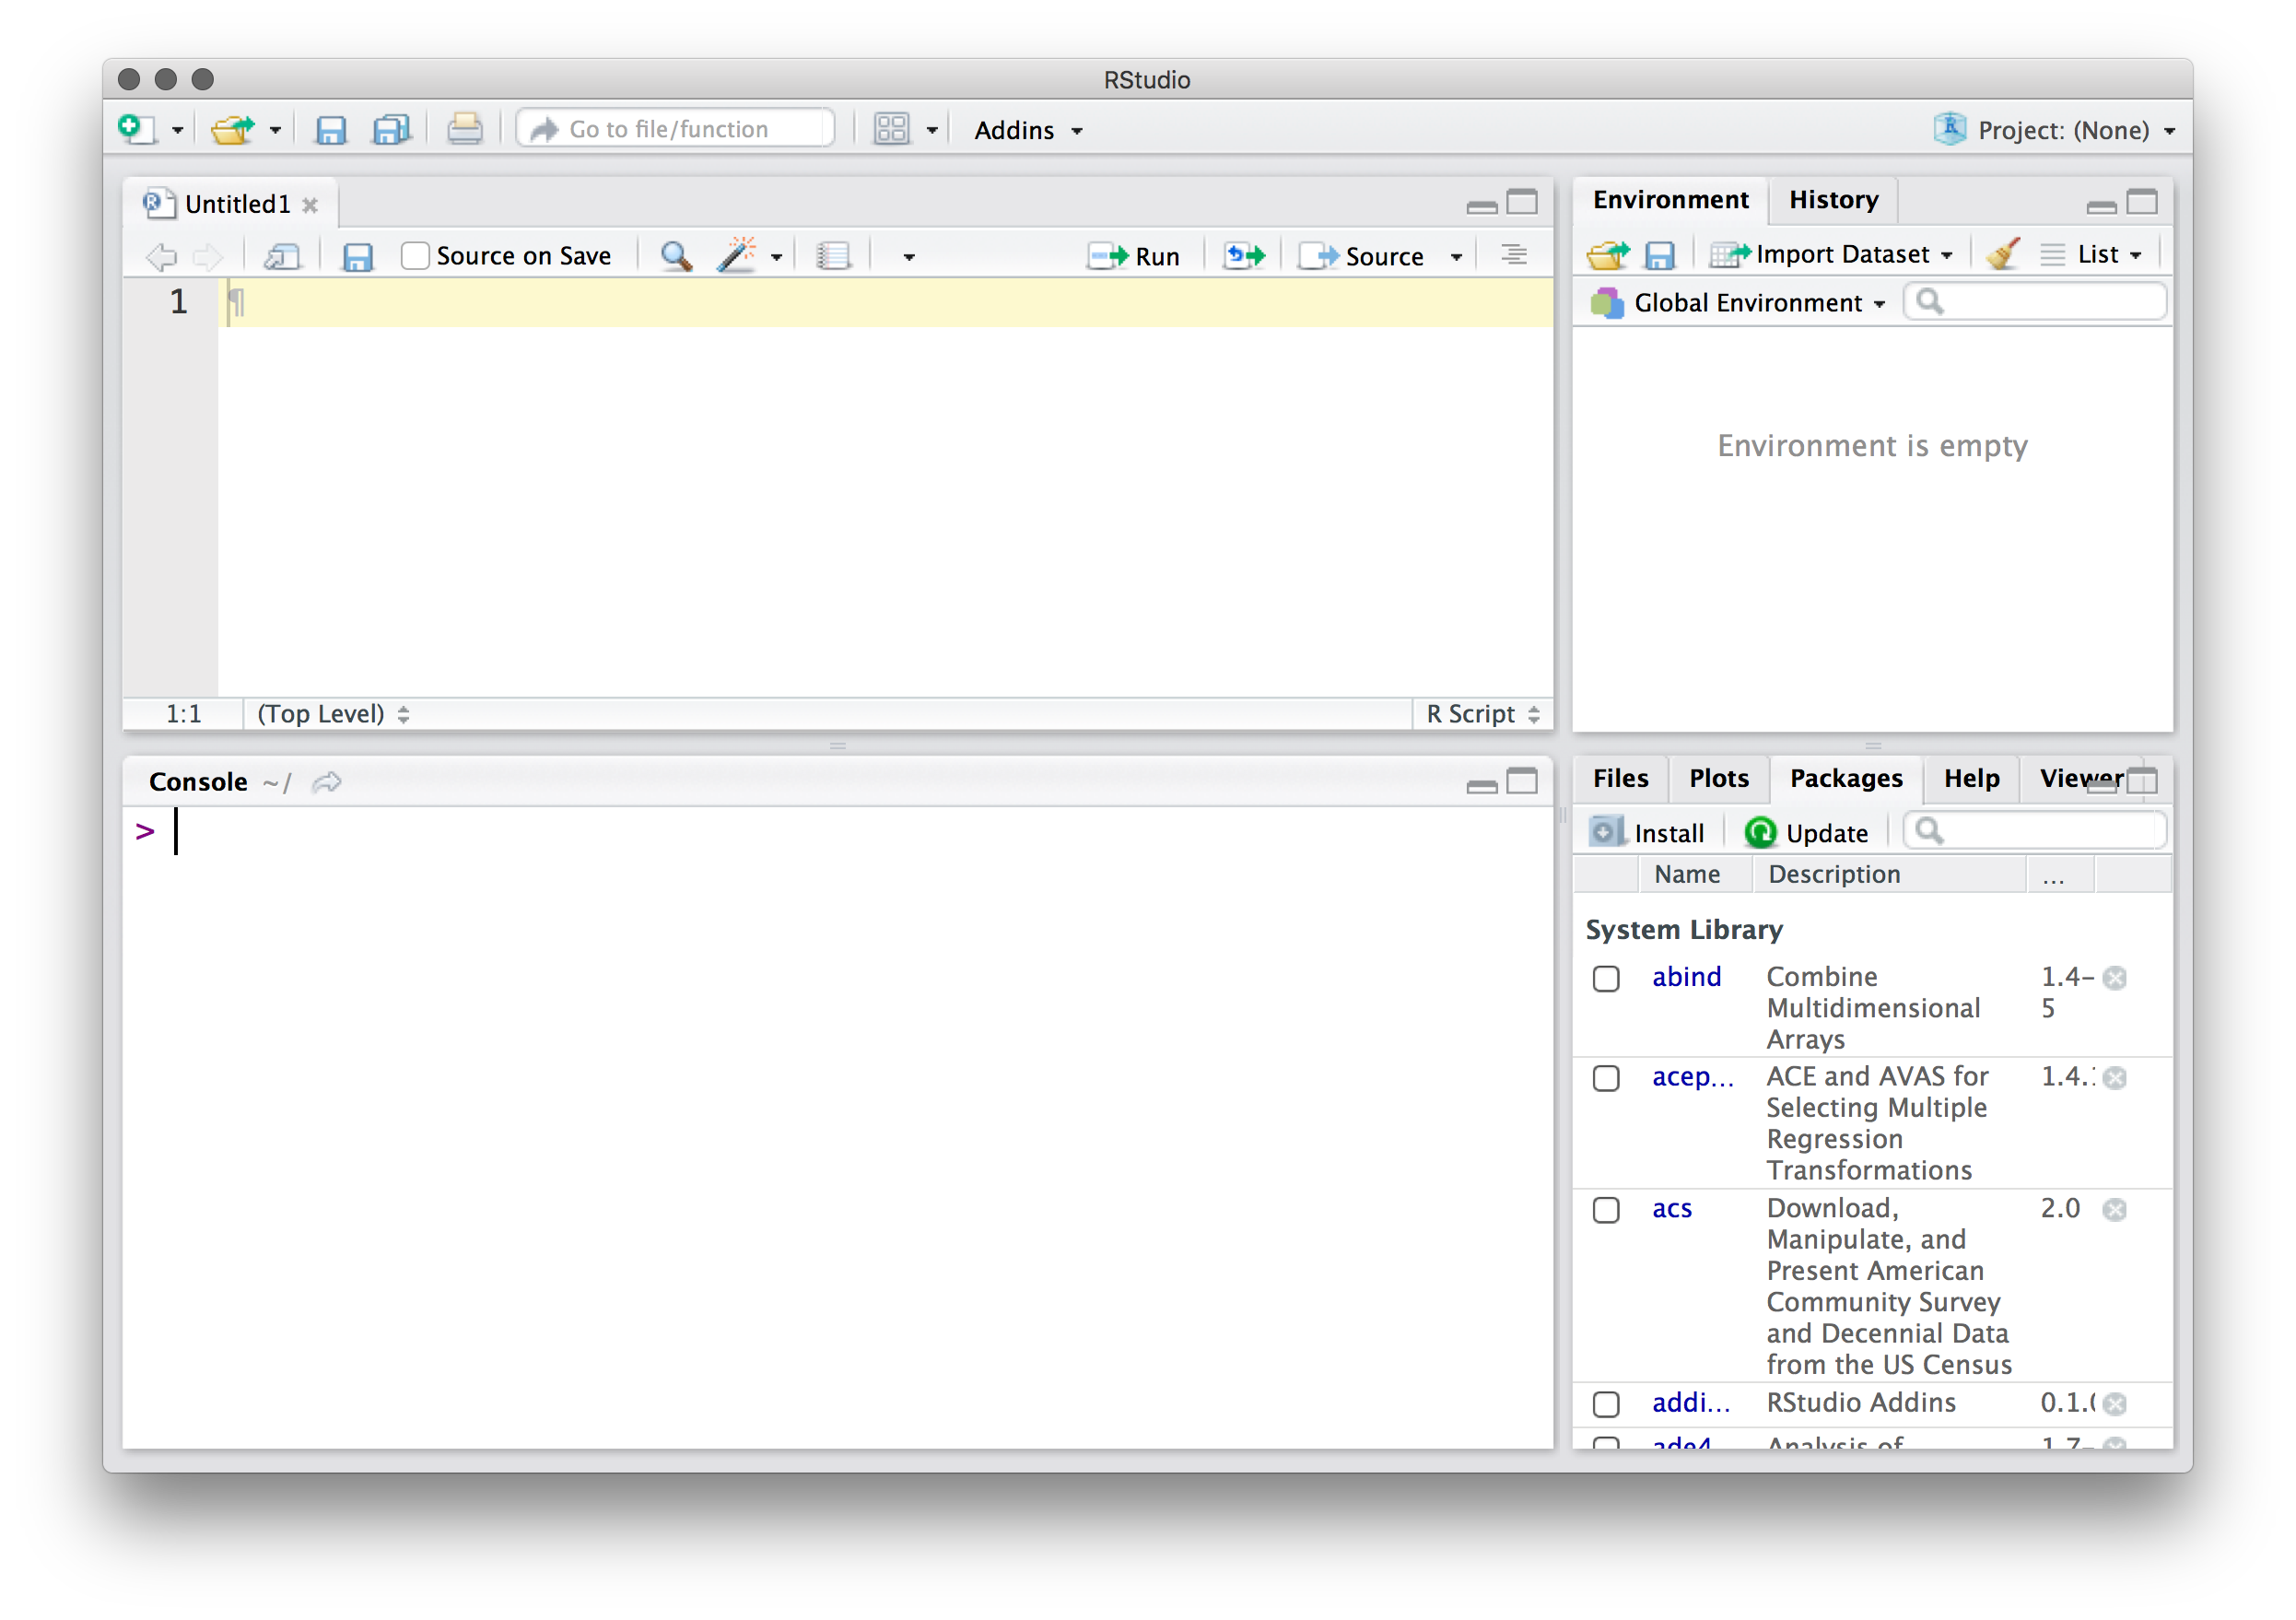 RStudio
Go to file/function
Addins
Project: (None)
Untitled1
Source on Save
Run
Source
1
¶
1:1 (Top Level)
R Script
Environment History
Import Dataset
List
Global Environment
Environment is empty
Console ~/
>
Files Plots Packages Help Viewer
Install Update
Name Description ...
System Library
abind Combine 1.4-
Multidimensional 5
Arrays
acep... ACE and AVAS for 1.4.
Selecting Multiple
Regression
Transformations
acs Download, 2.0
Manipulate, and
Present American
Community Survey
and Decennial Data
from the US Census
addi... RStudio Addins 0.1.
ade4 Analysis of 1.7-